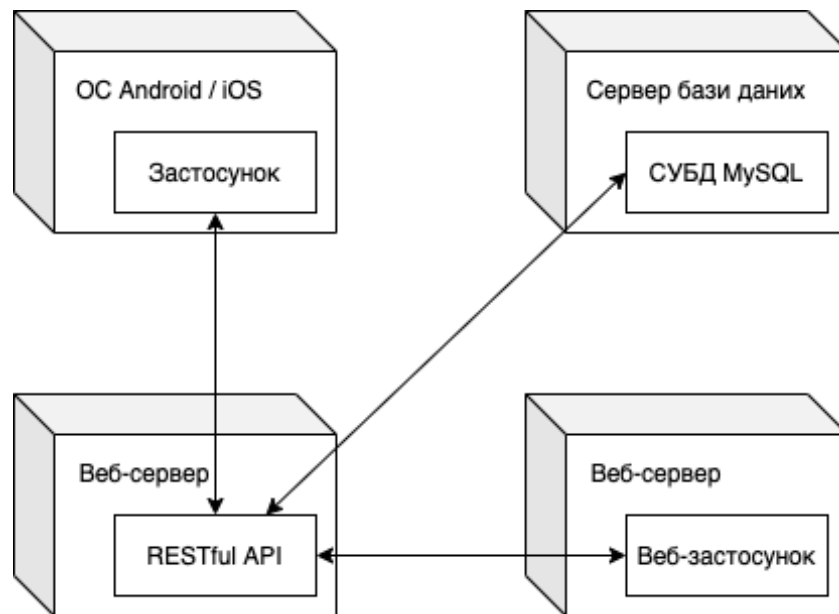 ОС Android / iOS
Застосунок
Сервер бази даних
СУБД MySQL
Веб-сервер
RESTful API
Веб-сервер
Веб-застосунок